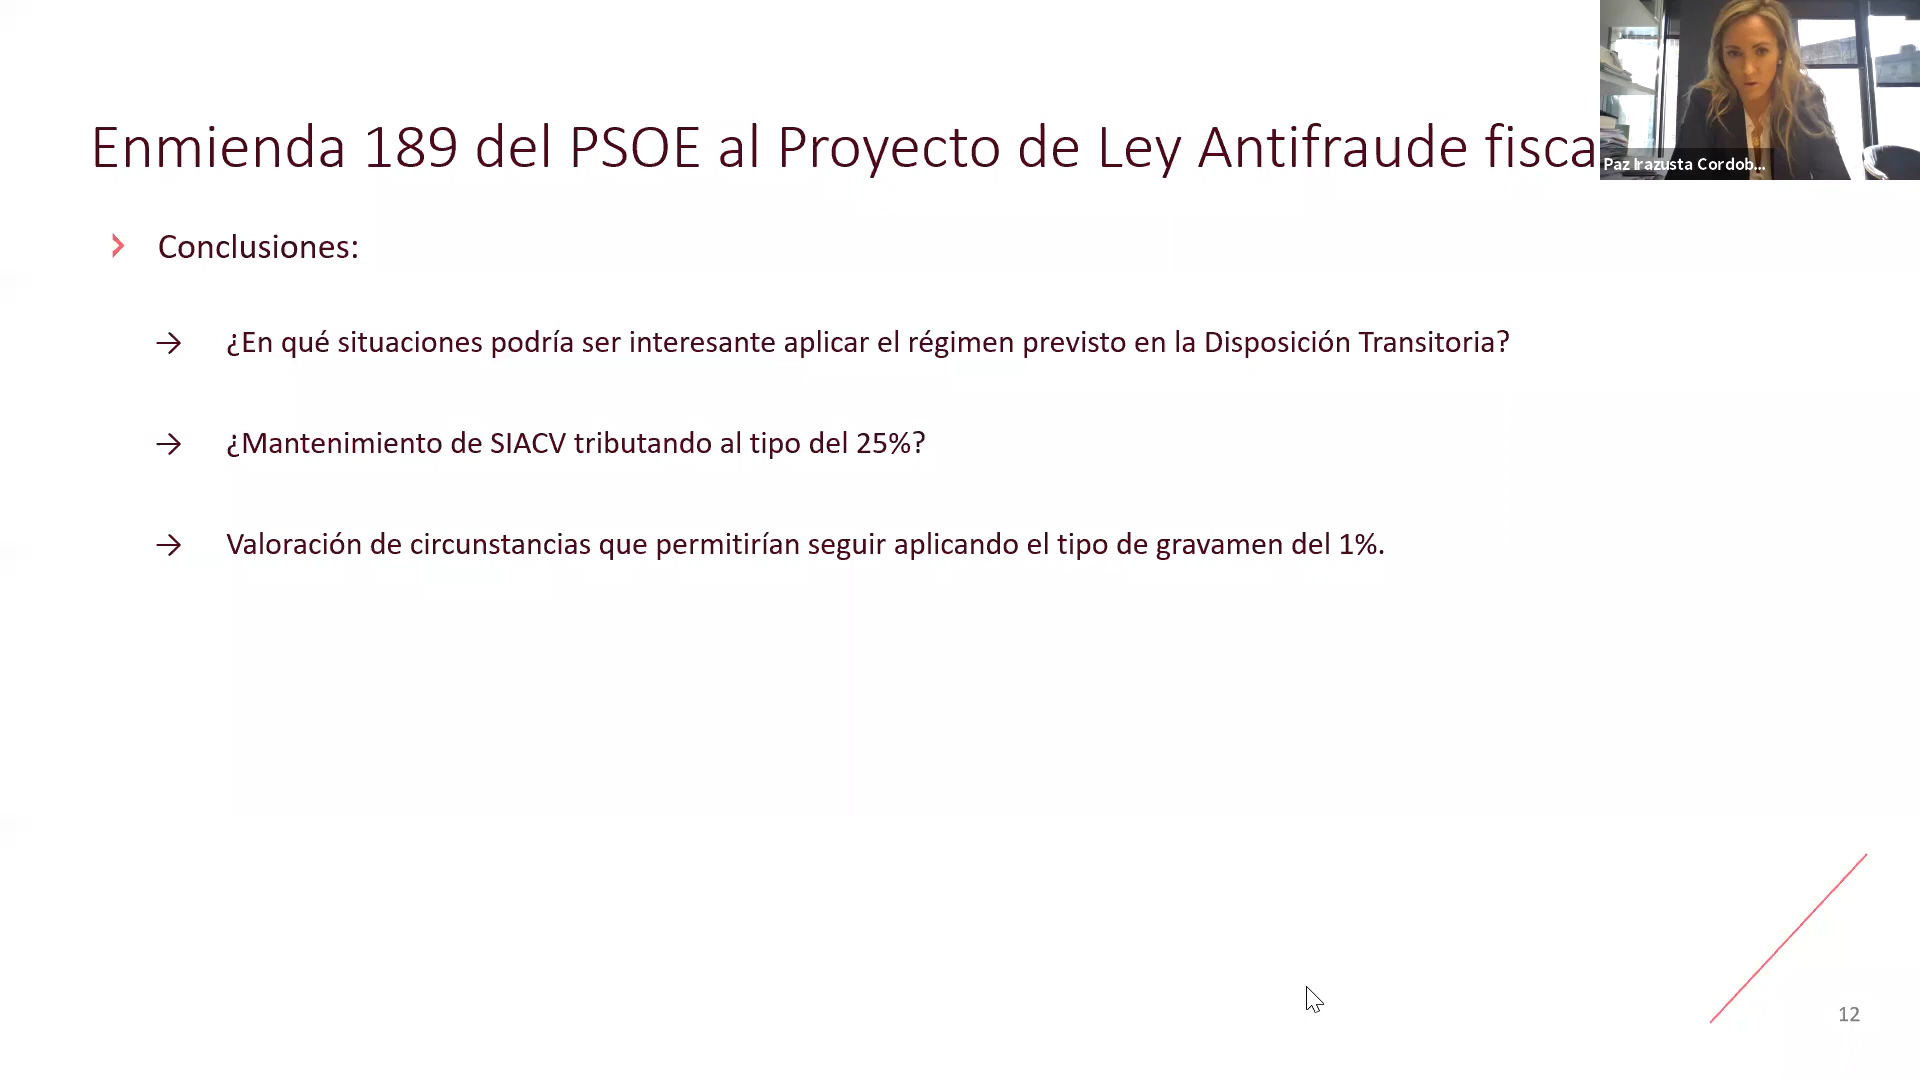 Enmienda 189 del PSOE al Proyecto de Ley Antifraude fisca
Paz Irazusta Cordob...
Conclusiones:
¿En qué situaciones podría ser interesante aplicar el régimen previsto en la Disposición Transitoria?
¿Mantenimiento de SIACV tributando al tipo del 25%?
Valoración de circunstancias que permitirían seguir aplicando el tipo de gravamen del 1%.
12